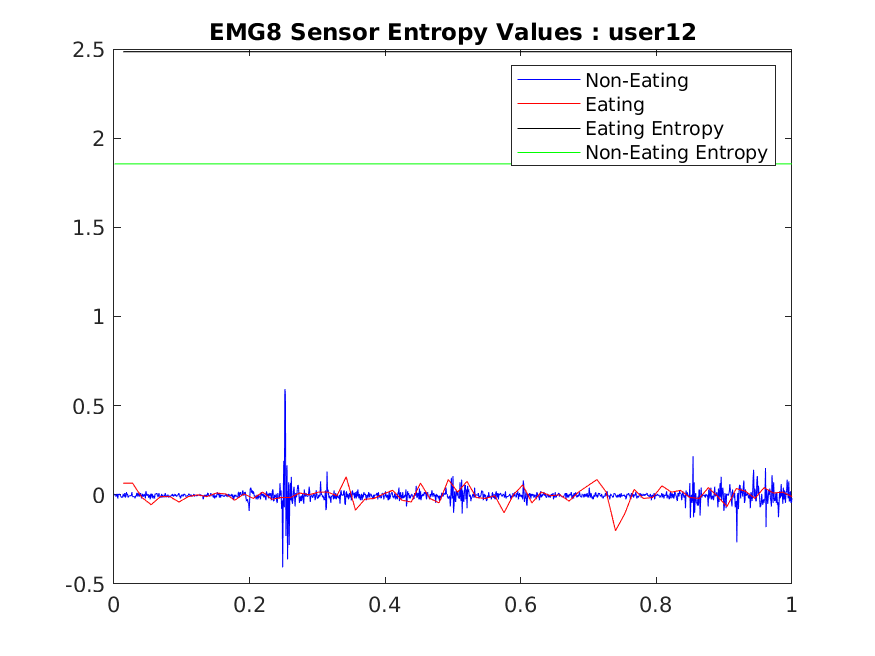 EMG8 Sensor Entropy Values : user12
2.5
Non-Eating
Eating
2
Eating Entropy
Non-Eating Entropy
1.5
1
0.5
0
-0.5
0 0.2 0.4 0.6 0.8 1